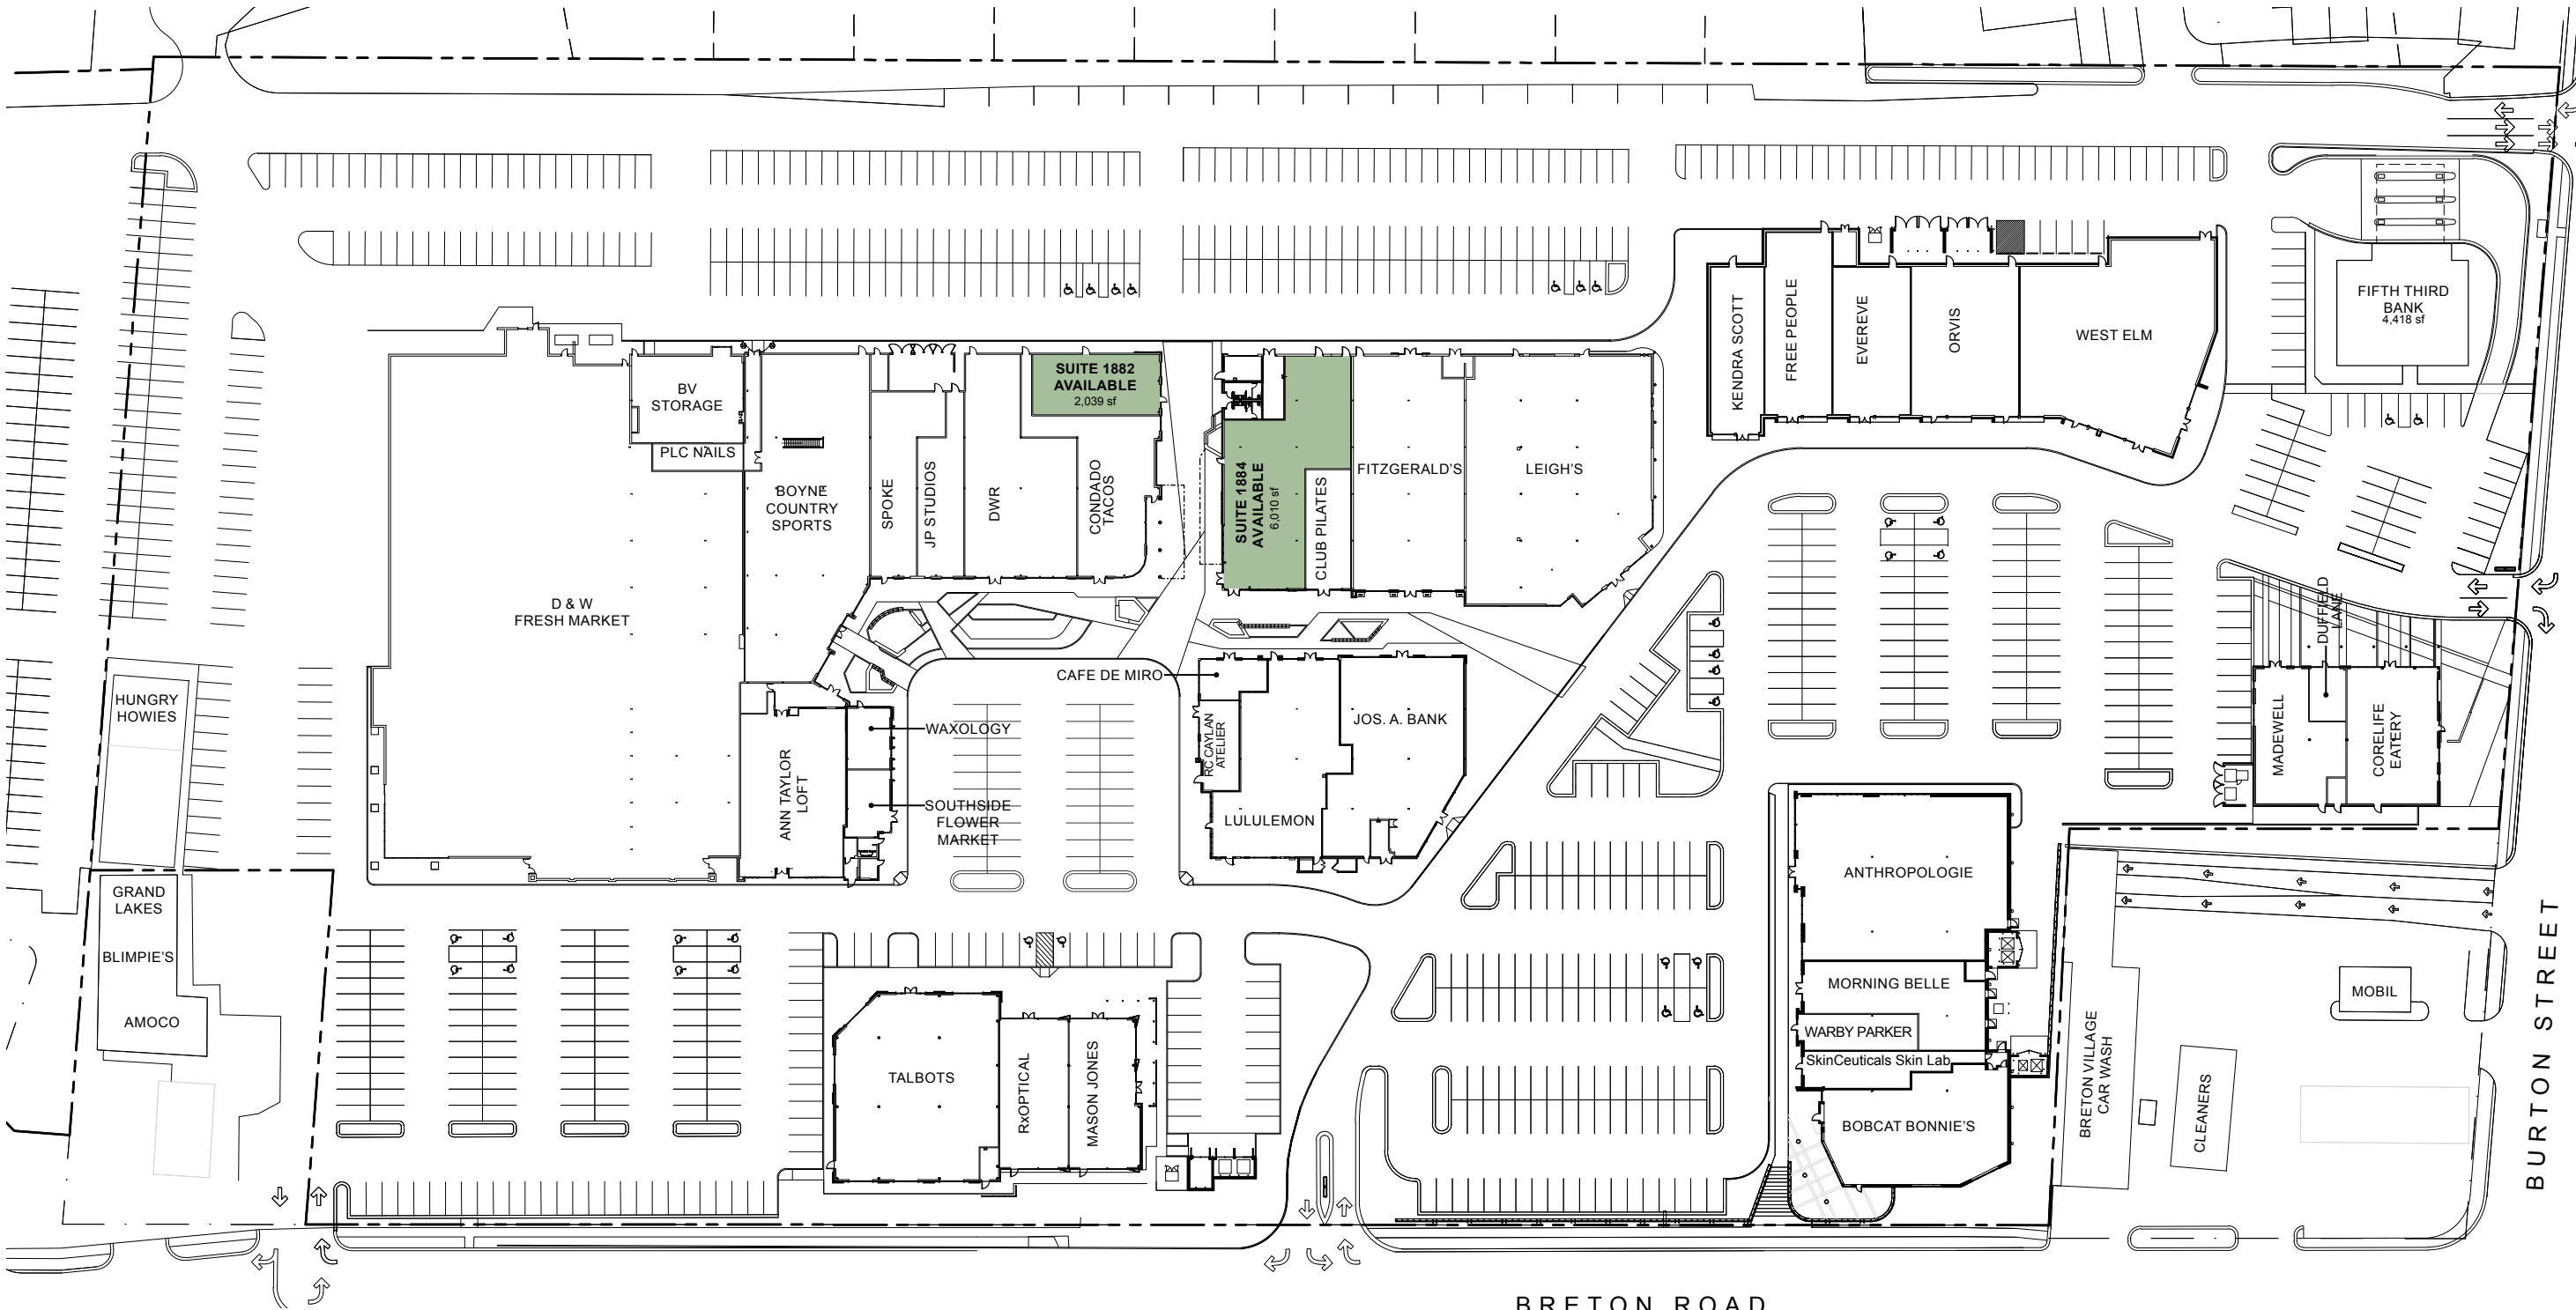 KENDRA SCOTT
FREE PEOPLE
EVEREVE
ORVIS
WEST ELM
FIFTH THIRD
BANK
4,418 sf
BV
STORAGE
PLC NAILS
BOYNE
COUNTRY
SPORTS
SPOKE
JP STUDIOS
DWR
SUITE 1882
AVAILABLE
2,039 sf
CONDADO
TACOS
SUITE 1884
AVAILABLE
6,010 sf
CLUB PILATES
FITZGERALD'S
LEIGH'S
D & W
FRESH MARKET
HUNGRY
HOWIES
ANN TAYLOR
LOFT
WAXOLOGY
SOUTHSIDE
FLOWER
MARKET
CAFE DE MIRO
RC CAYLAN
ATELIER
LULULEMON
JOS. A. BANK
DUFFIELD
LANE
MADEWELL
CORELIFE
EATERY
GRAND
LAKES
BLIMPIE'S
AMOCO
TALBOTS
RxOPTICAL
MASON JONES
ANTHROPOLOGIE
MORNING BELLE
WARBY PARKER
SkinCeuticals Skin Lab
BOBCAT BONNIE'S
BRETON VILLAGE
CAR WASH
CLEANERS
MOBIL
BURTON STREET
BRETON ROAD